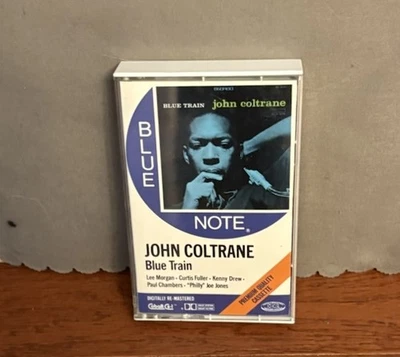 BLUE TRAIN john coltrane
BLUE
NOTE®
JOHN COLTRANE
Blue Train
Lee Morgan - Curtis Fuller - Kenny Drew -
Paul Chambers - "Philly" Joe Jones
DIGITALLY RE-MASTERED
PREMIUM QUALITY
CASSETTE